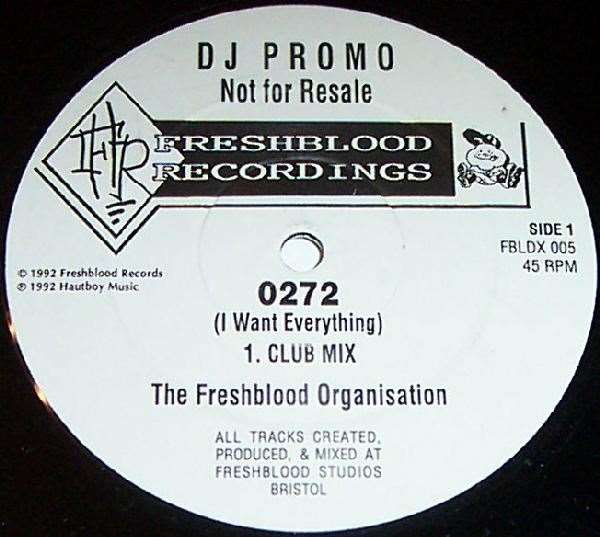 DJ PROMO
Not for Resale
FR
FRESHBLOOD
RECORDINGS
SIDE 1
FBLDX 005
45 RPM
© 1992 Freshblood Records
℗ 1992 Hautboy Music
0272
(I Want Everything)
1. CLUB MIX
The Freshblood Organisation
ALL TRACKS CREATED,
PRODUCED, & MIXED AT
FRESHBLOOD STUDIOS
BRISTOL